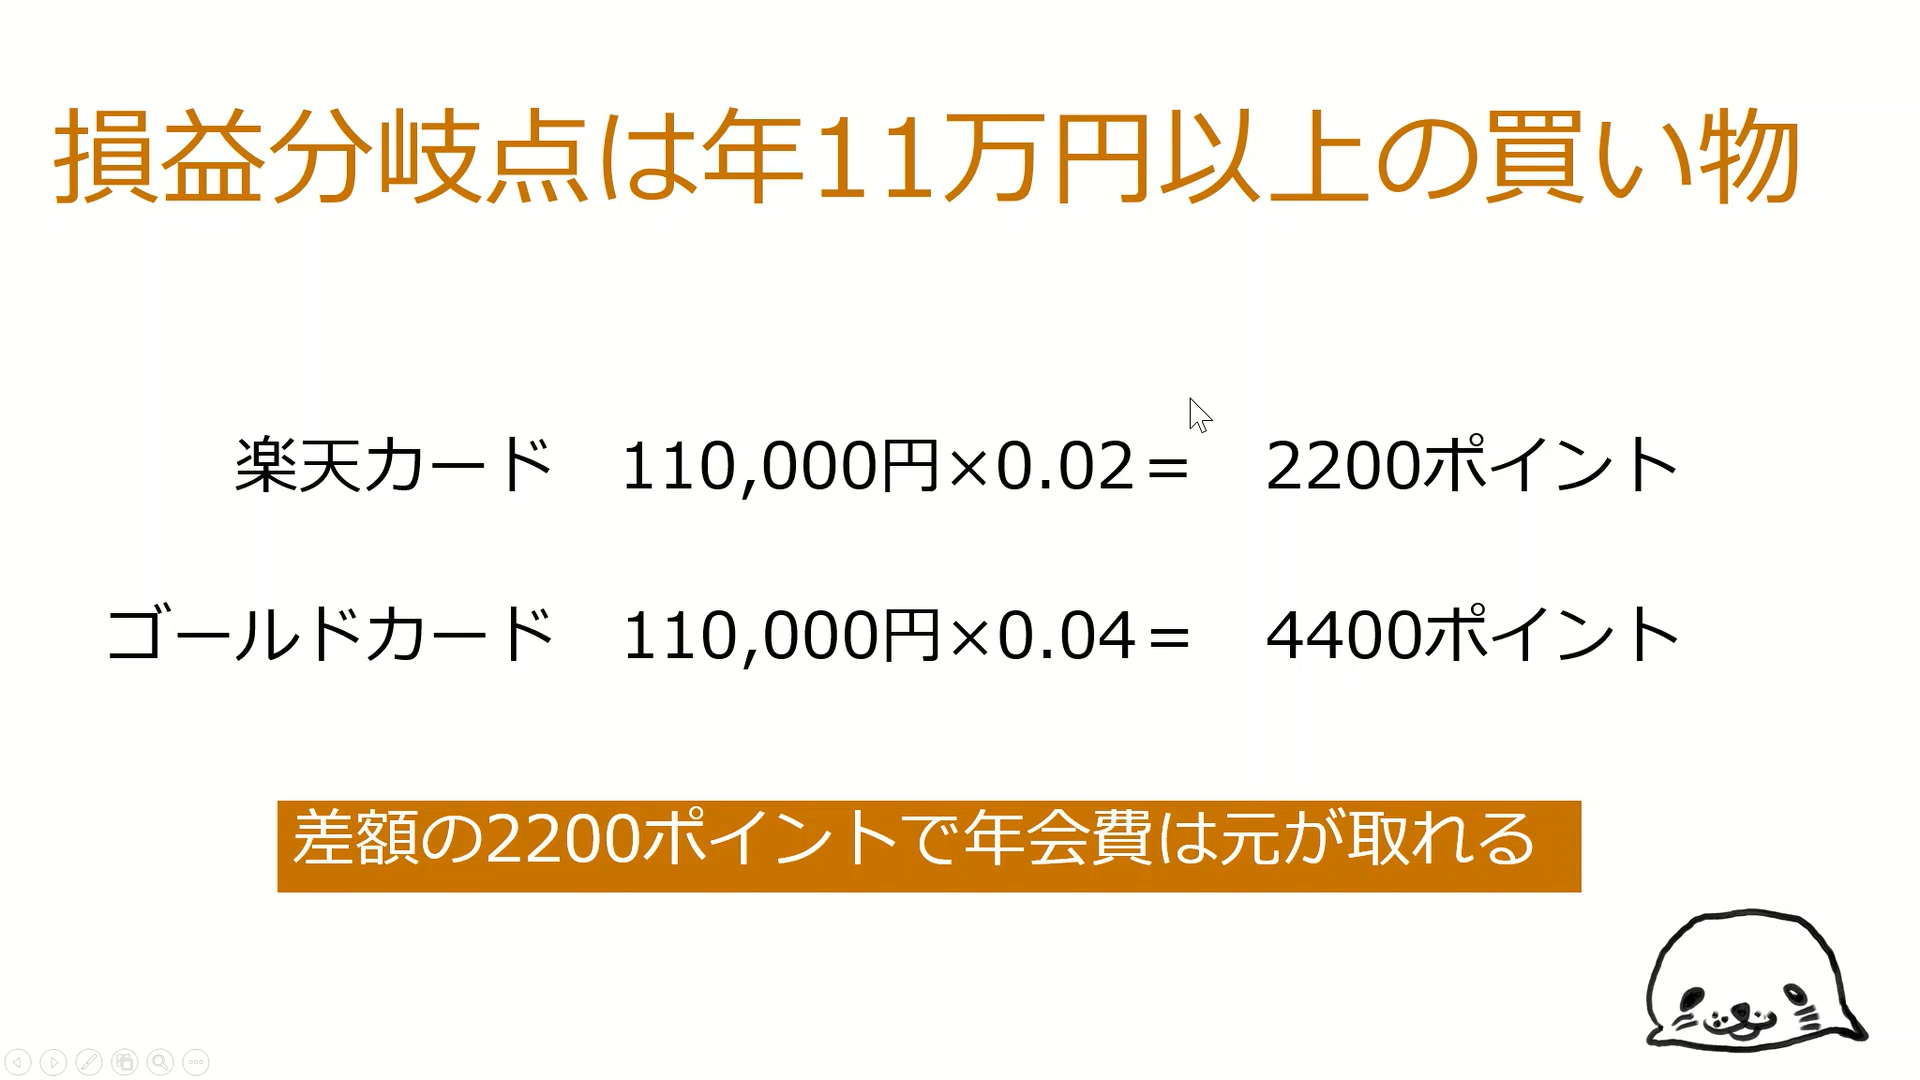 損益分岐点は年11万円以上の買い物
楽天カード　110,000円×0.02＝　2200ポイント
ゴールドカード　110,000円×0.04＝　4400ポイント
差額の2200ポイントで年会費は元が取れる